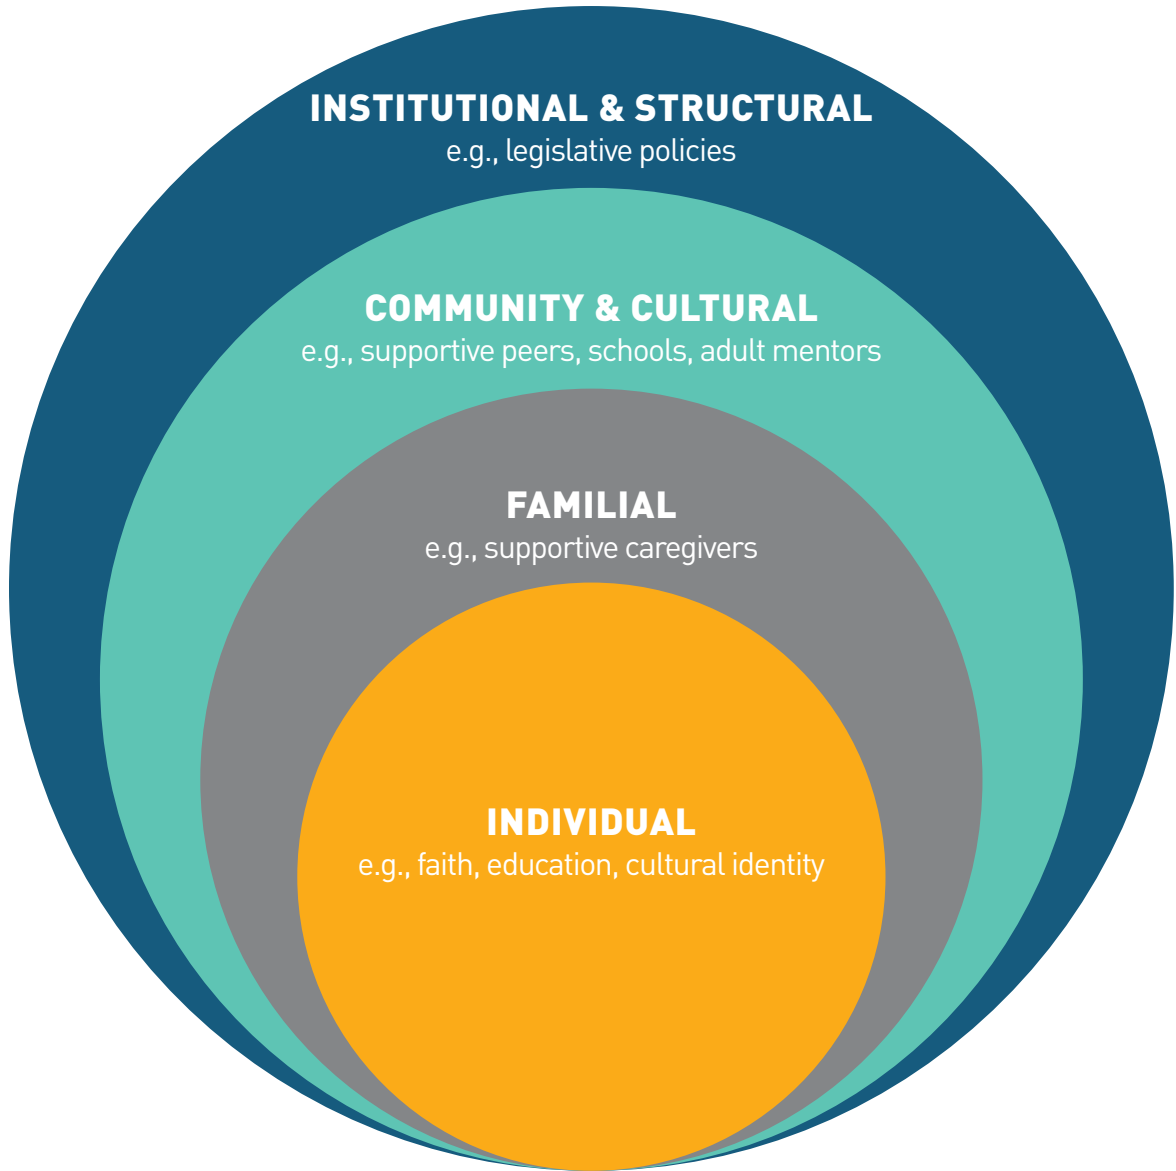 INSTITUTIONAL & STRUCTURAL
e.g., legislative policies
COMMUNITY & CULTURAL
e.g., supportive peers, schools, adult mentors
FAMILIAL
e.g., supportive caregivers
INDIVIDUAL
e.g., faith, education, cultural identity